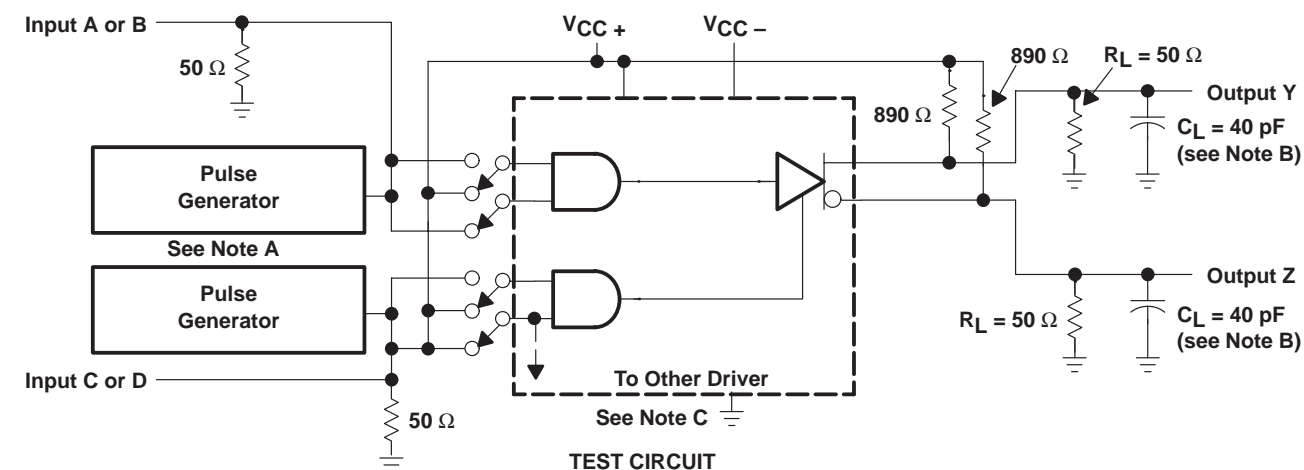 Input A or B
50 Ω
VCC +
VCC –
890 Ω
RL = 50 Ω
890 Ω
Output Y
CL = 40 pF
(see Note B)
Pulse
Generator
See Note A
Pulse
Generator
Output Z
RL = 50 Ω
CL = 40 pF
(see Note B)
Input C or D
To Other Driver
50 Ω
See Note C
TEST CIRCUIT